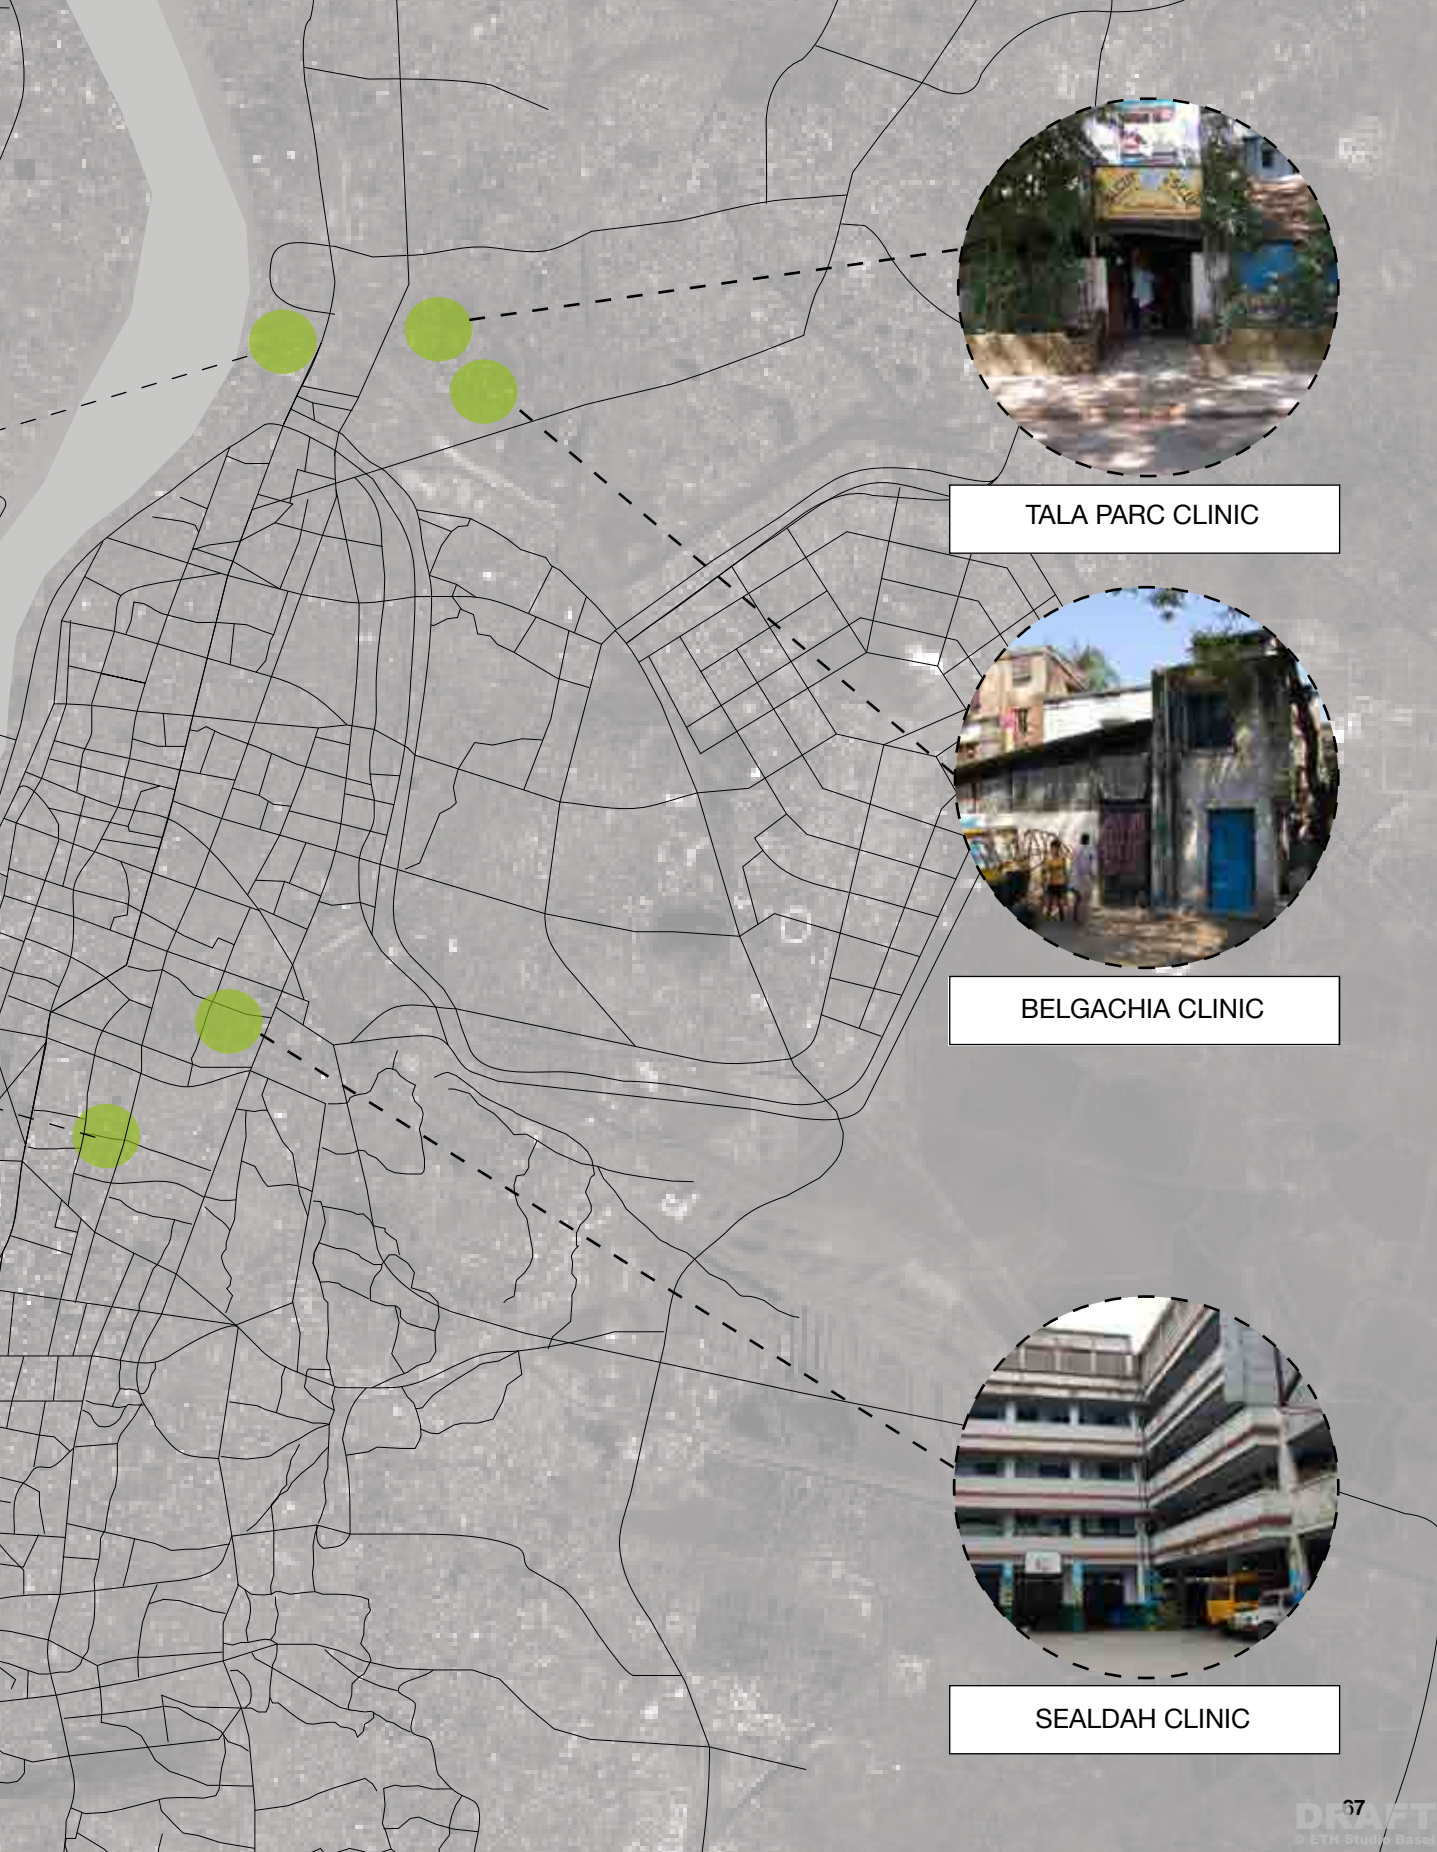 TALA PARC CLINIC
BELGACHIA CLINIC
SEALDAH CLINIC
67
DRAFT
© ETH Studio Basel